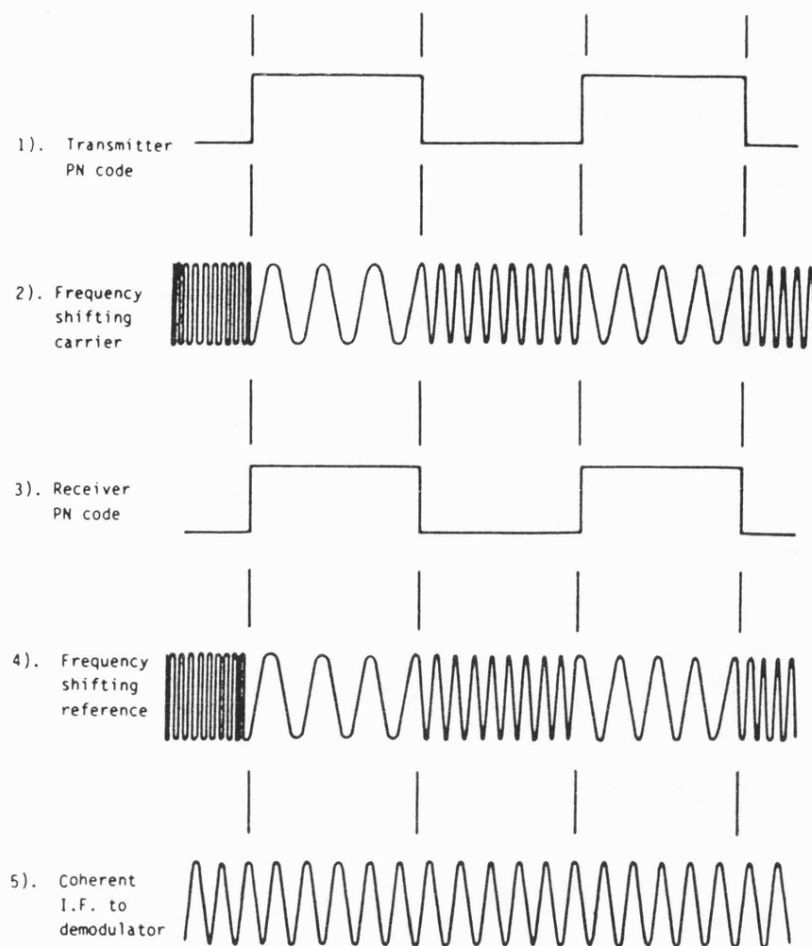 1). Transmitter
PN code
2). Frequency
shifting
carrier
3). Receiver
PN code
4). Frequency
shifting
reference
5). Coherent
I.F. to
demodulator